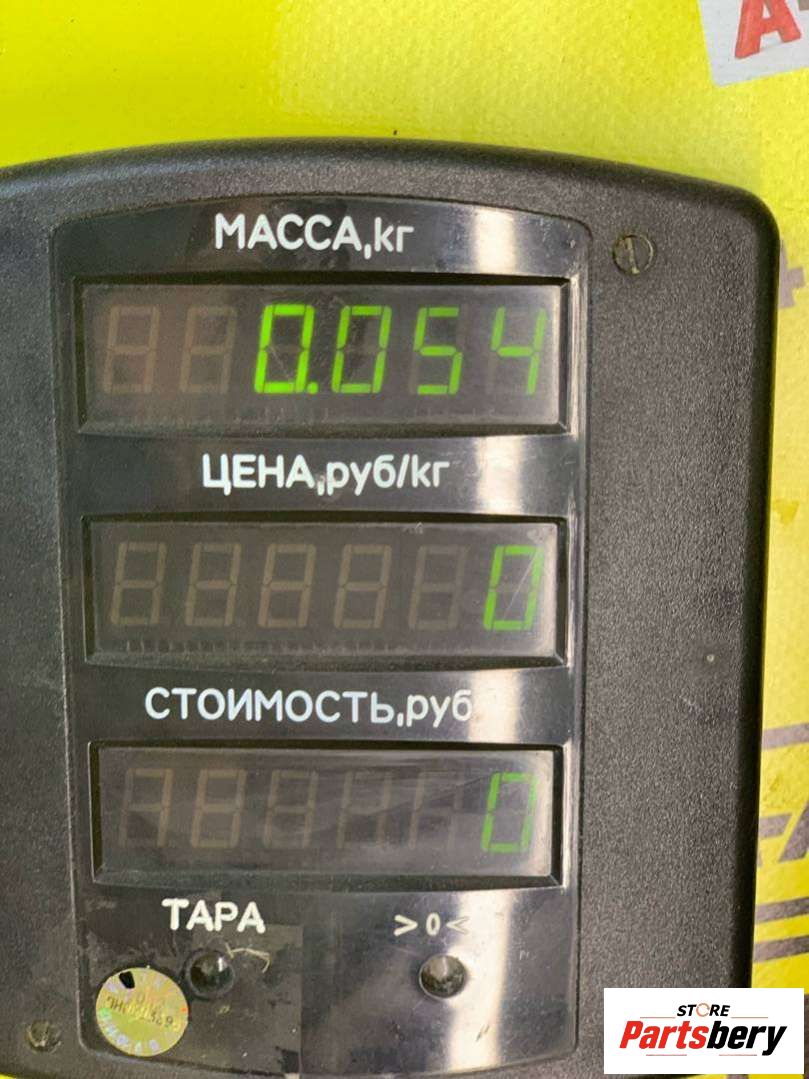 МАССА,кг
0.054
ЦЕНА,руб/кг
0
СТОИМОСТЬ,руб
0
ТАРА
>0<
STORE
Partsbery